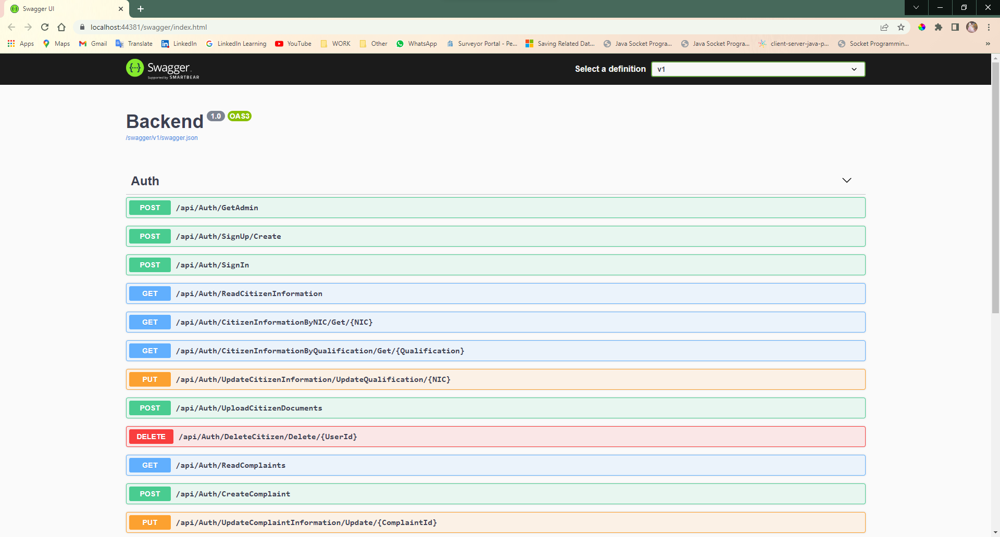 Swagger UI
localhost:44381/swagger/index.html
Apps Maps Gmail Translate LinkedIn LinkedIn Learning YouTube WORK Other WhatsApp Surveyor Portal - Pe... Saving Related Dat... Java Socket Progra... Java Socket Progra... client-server-java-p... Socket Programmin... »
Swagger
Supported by SMARTBEAR
Select a definition v1
Backend 1.0 OAS3
/swagger/v1/swagger.json
Auth
POST /api/Auth/GetAdmin
POST /api/Auth/SignUp/Create
POST /api/Auth/SignIn
GET /api/Auth/ReadCitizenInformation
GET /api/Auth/CitizenInformationByNIC/Get/{NIC}
GET /api/Auth/CitizenInformationByQualification/Get/{Qualification}
PUT /api/Auth/UpdateCitizenInformation/UpdateQualification/{NIC}
POST /api/Auth/UploadCitizenDocuments
DELETE /api/Auth/DeleteCitizen/Delete/{UserId}
GET /api/Auth/ReadComplaints
POST /api/Auth/CreateComplaint
PUT /api/Auth/UpdateComplaintInformation/Update/{ComplaintId}